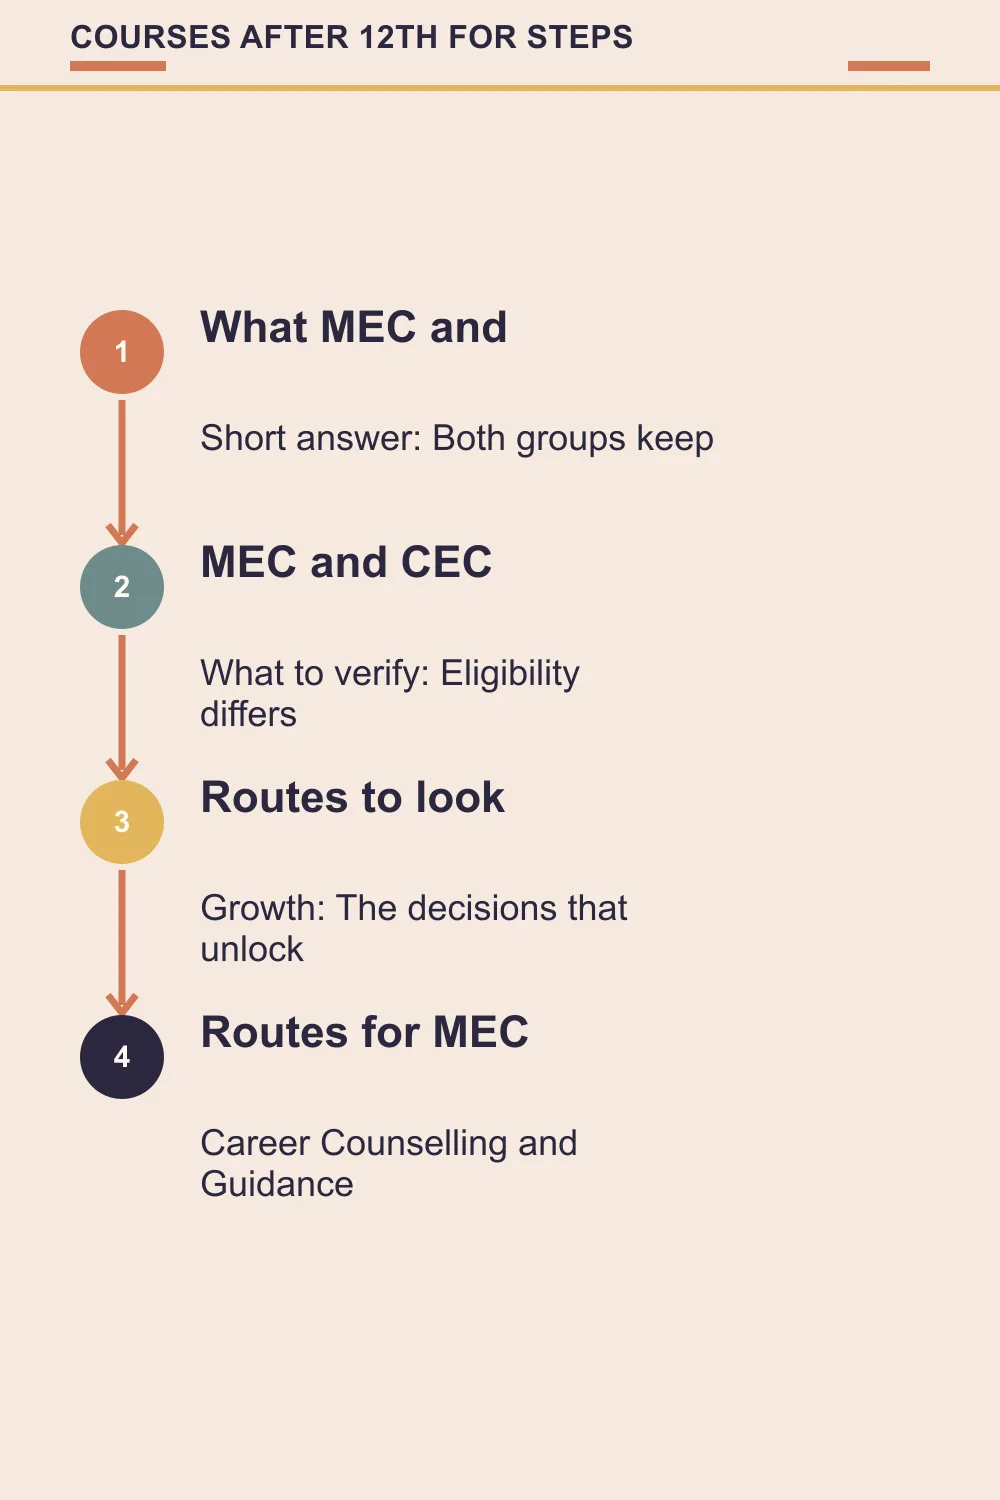 COURSES AFTER 12TH FOR STEPS
1
What MEC and
Short answer: Both groups keep
2
MEC and CEC
What to verify: Eligibility
differs
3
Routes to look
Growth: The decisions that
unlock
4
Routes for MEC
Career Counselling and
Guidance